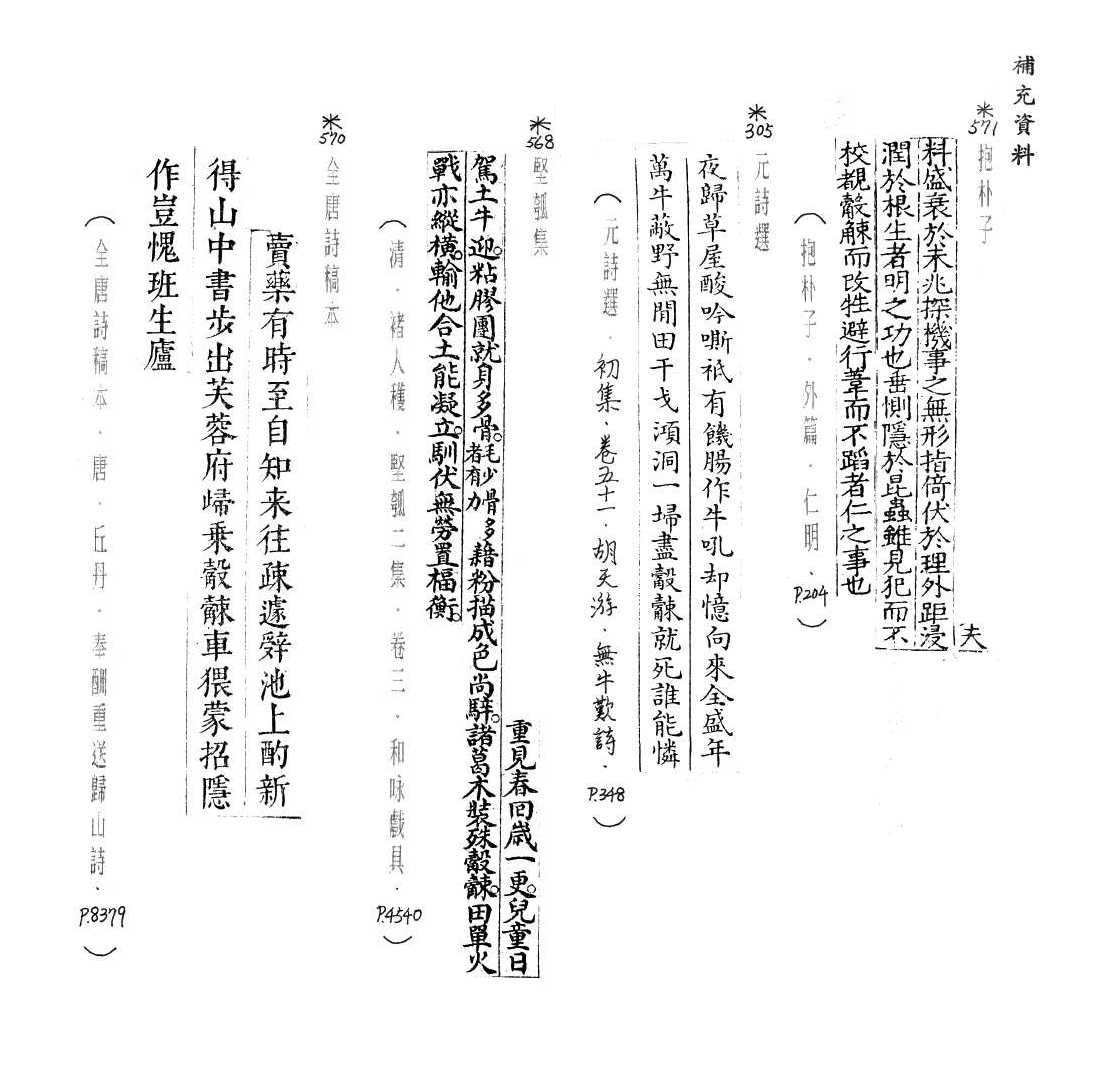 補充資料
*571
抱朴子
夫
料盛衰於未兆探機事之無形指倚伏於理外距浸
潤於根生者明之功也垂惻隱於昆蟲雖見犯而不
校覩觳觫而改牲避行葦而不蹈者仁之事也
(抱朴子．外篇．仁明．P.204)
*305
元詩選
夜歸草屋酸吟嘶祇有饑腸作牛吼却憶向來全盛年
萬牛蔽野無閒田干戈澒洞一埽盡觳觫就死誰能憐
(元詩選．初集．卷五十一．胡天游．無牛歎詩．P.348)
*568
堅瓠集
重見春回歲一更。兒童日
駕土牛迎。粘膠團就身多骨。毛少骨多者有力藉粉描成色尚騂。諸葛木裝殊觳觫。田單火
戰亦縱橫。輸他合土能凝立。馴伏無勞置楅衡。
(清．褚人穫．堅瓠二集．卷三．和咏戲具．P.4540)
*570
全唐詩稿本
賣藥有時至自知来往疎遽辤池上酌新
得山中書步出芙蓉府歸乘觳觫車猥蒙招隱
作豈愧班生廬
(全唐詩稿本．唐．丘丹．奉酬重送歸山詩．P.8379)